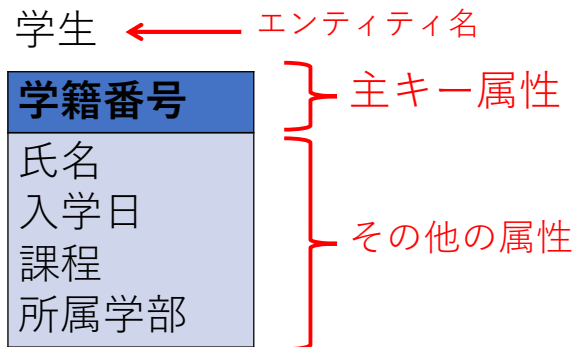 学生
エンティティ名
学籍番号
主キー属性
氏名
入学日
課程
所属学部
その他の属性